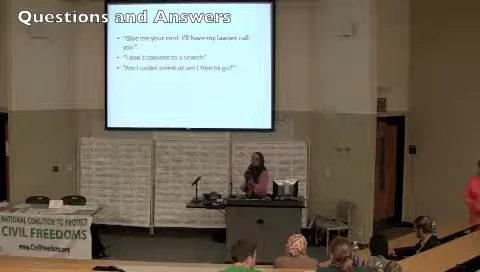 Questions and Answers
• "Give me your card: I'll have my lawyer call you".
• "I don't consent to a search"
• "Am I under arrest or am I free to go?"
NATIONAL COALITION TO PROTECT
CIVIL FREEDOMS
www.CivilFreedoms.org